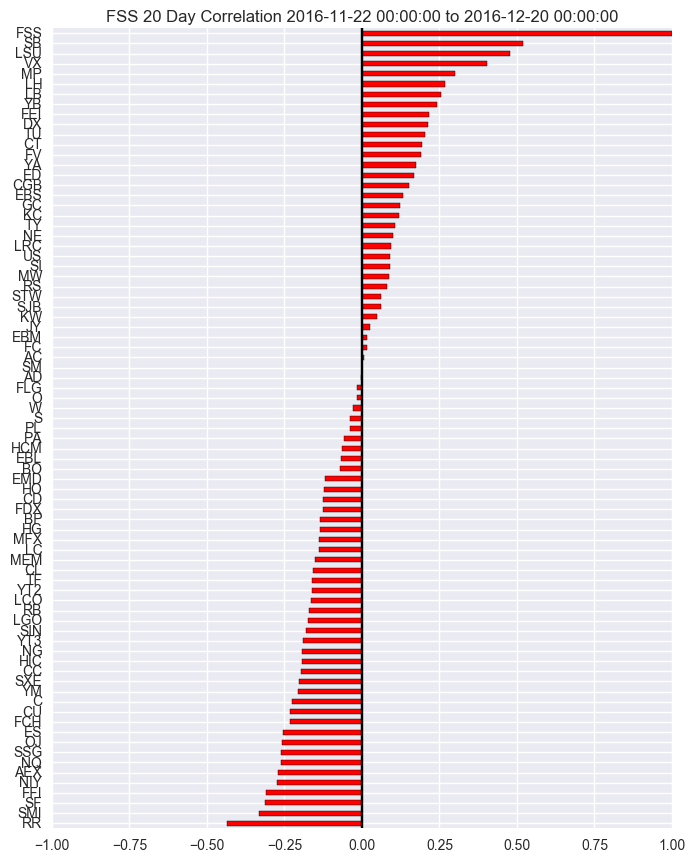 FSS 20 Day Correlation 2016-11-22 00:00:00 to 2016-12-20 00:00:00
FSS
SB
LSU
VX
MP
LH
LB
YB
FEI
DX
TU
CT
FV
YA
ED
CGB
EBS
GC
KC
TY
NE
LRC
US
SI
MW
RS
STW
SJB
KW
JY
EBM
FC
AC
SM
AD
FLG
O
W
S
PL
PA
HCM
EBL
BO
EMD
HO
CD
FDX
BP
HG
MFX
LC
MEM
CL
TF
YT2
LCO
RB
LGO
SIN
YT3
NG
HIC
CC
SXE
YM
C
CU
FCH
ES
OJ
SSG
NQ
AEX
NIY
FFI
SF
SMI
RR
−1.00 −0.75 −0.50 −0.25 0.00 0.25 0.50 0.75 1.00